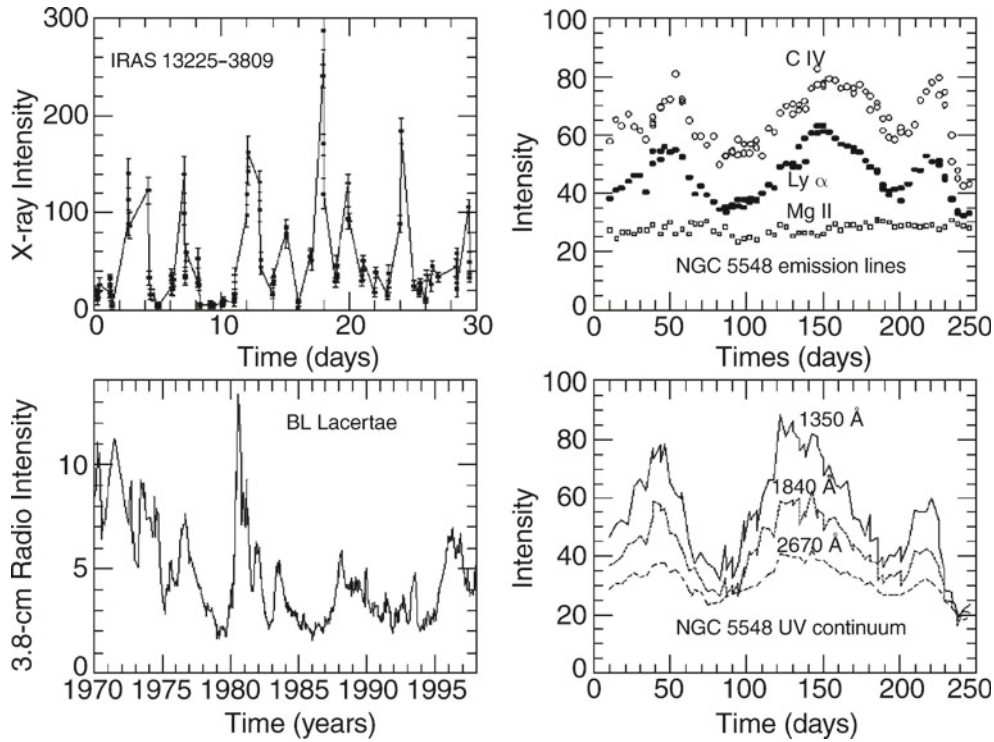 300
200
100
0
X-ray Intensity
IRAS 13225–3809
0 10 20 30
Time (days)
100
80
60
40
20
0
Intensity
C IV
Ly α
Mg II
NGC 5548 emission lines
0 50 100 150 200 250
Times (days)
10
5
0
3.8-cm Radio Intensity
BL Lacertae
1970 1975 1980 1985 1990 1995
Time (years)
100
80
60
40
20
0
Intensity
1350 Å
1840 Å
2670 Å
NGC 5548 UV continuum
0 50 100 150 200 250
Time (days)